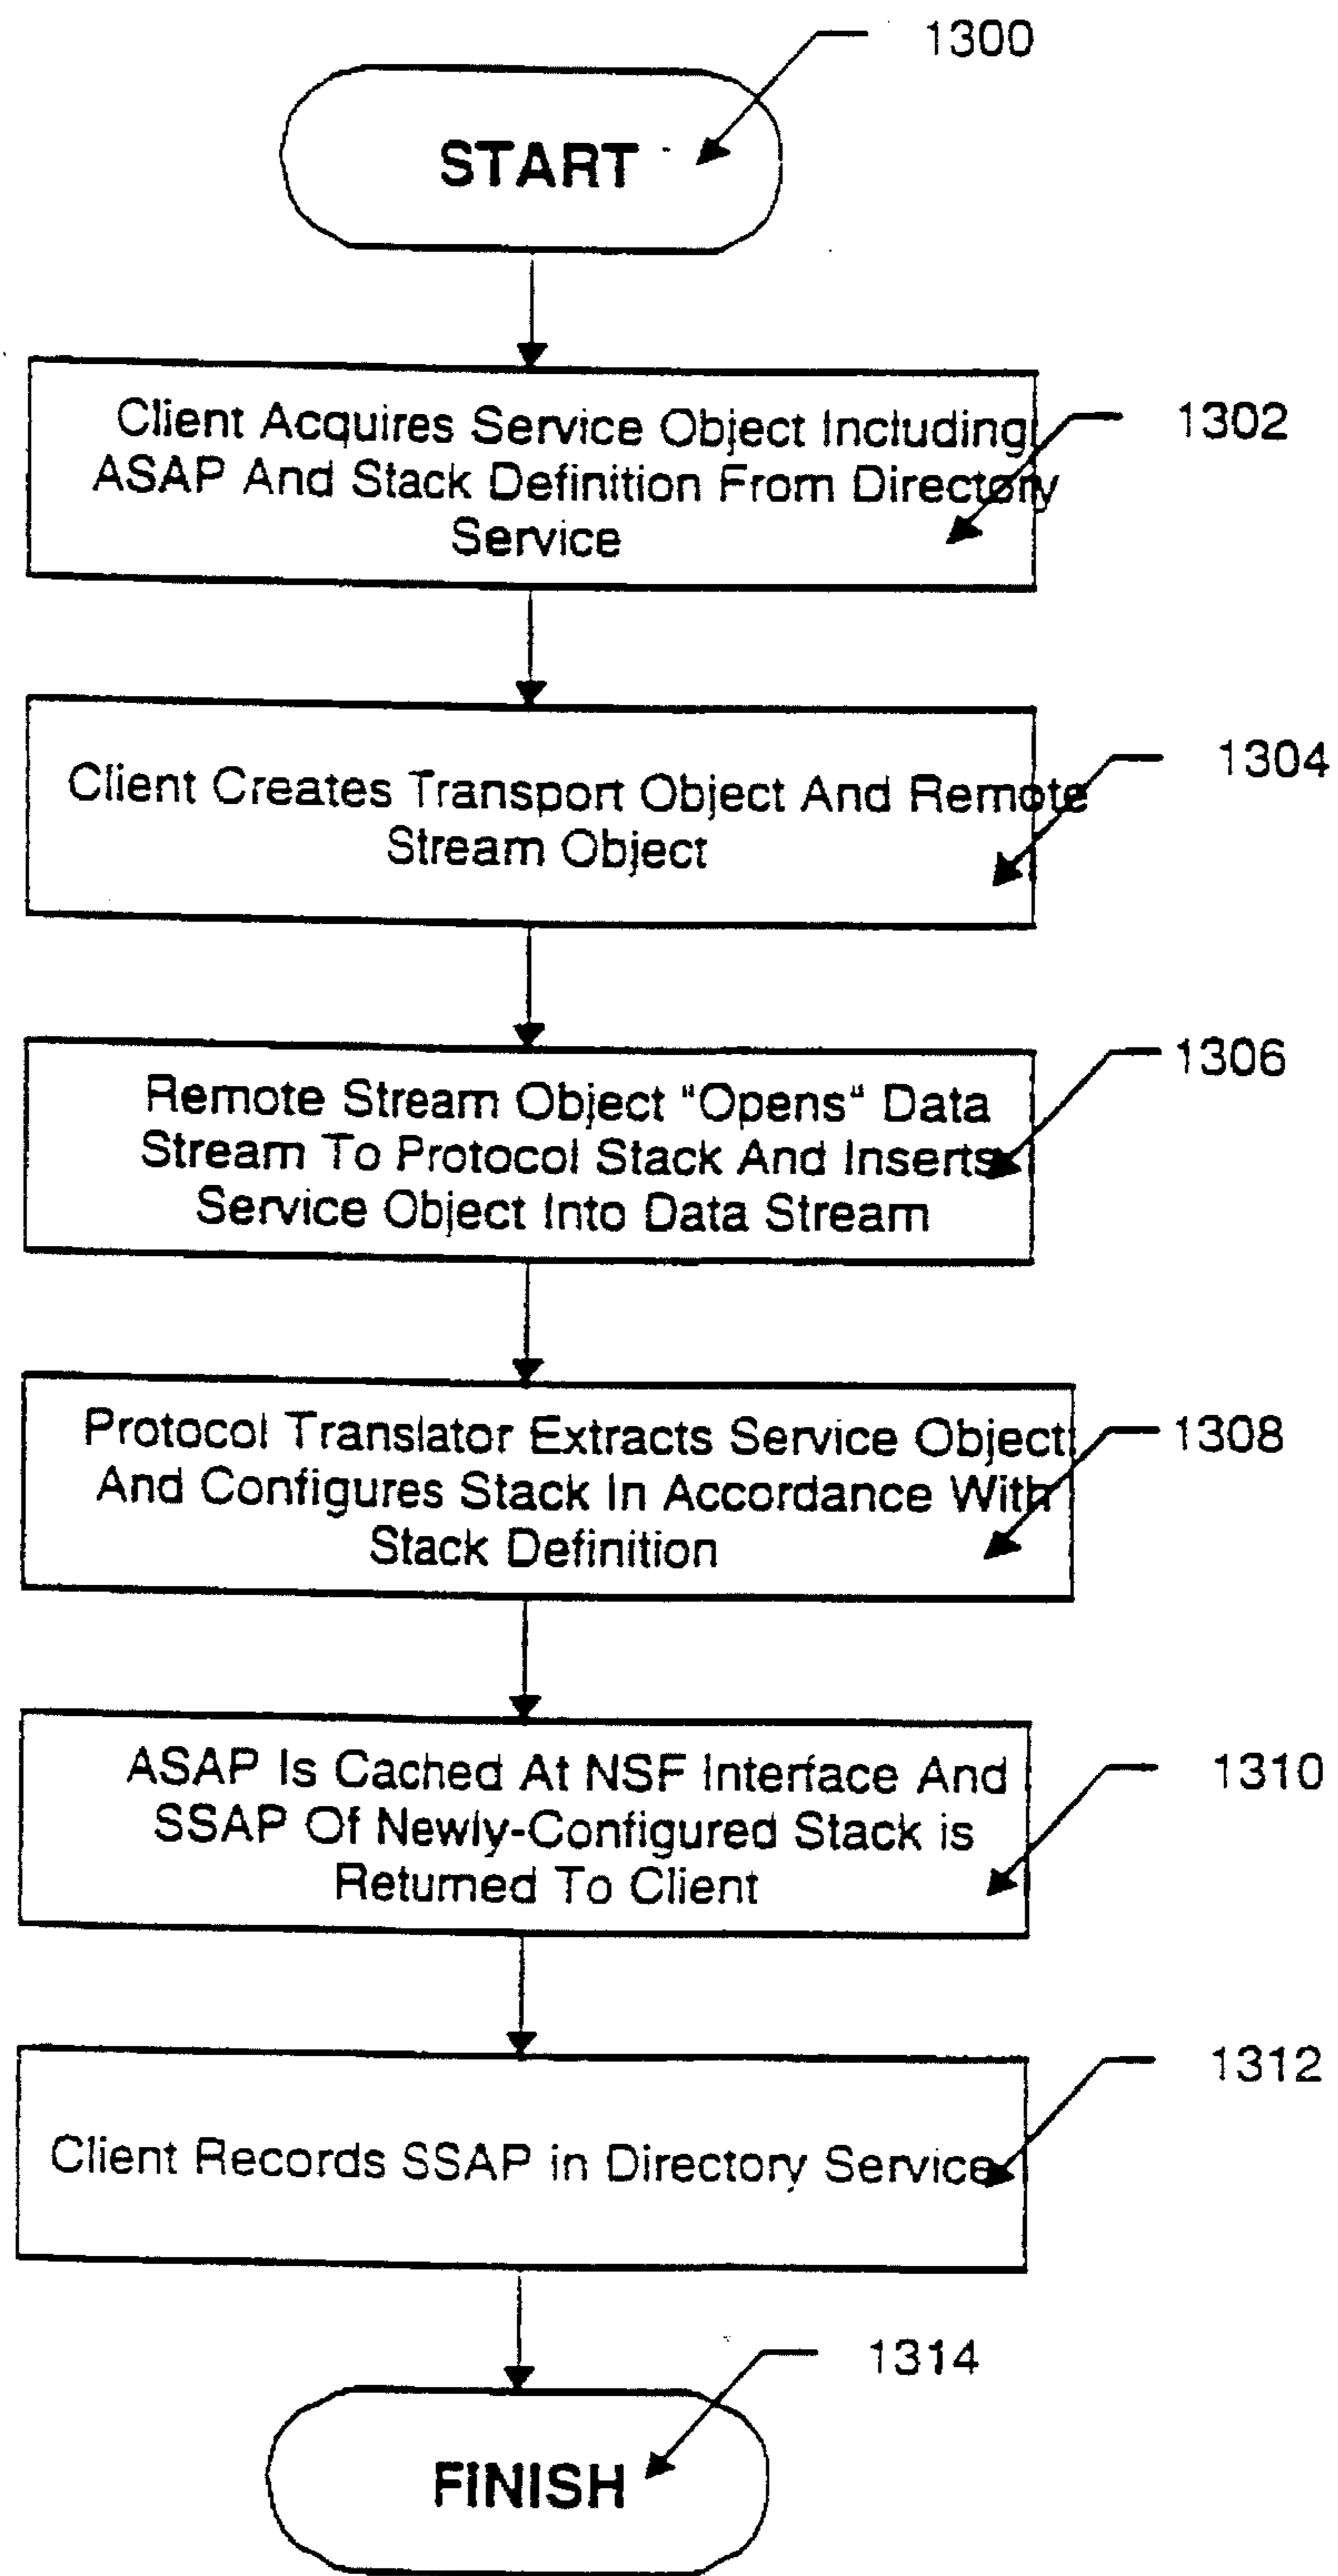 1300
START
Client Acquires Service Object Including
ASAP And Stack Definition From Directory
Service
1302
Client Creates Transport Object And Remote
Stream Object
1304
Remote Stream Object "Opens" Data
Stream To Protocol Stack And Inserts
Service Object Into Data Stream
1306
Protocol Translator Extracts Service Object
And Configures Stack In Accordance With
Stack Definition
1308
ASAP Is Cached At NSF Interface And
SSAP Of Newly-Configured Stack is
Returned To Client
1310
Client Records SSAP in Directory Service
1312
1314
FINISH